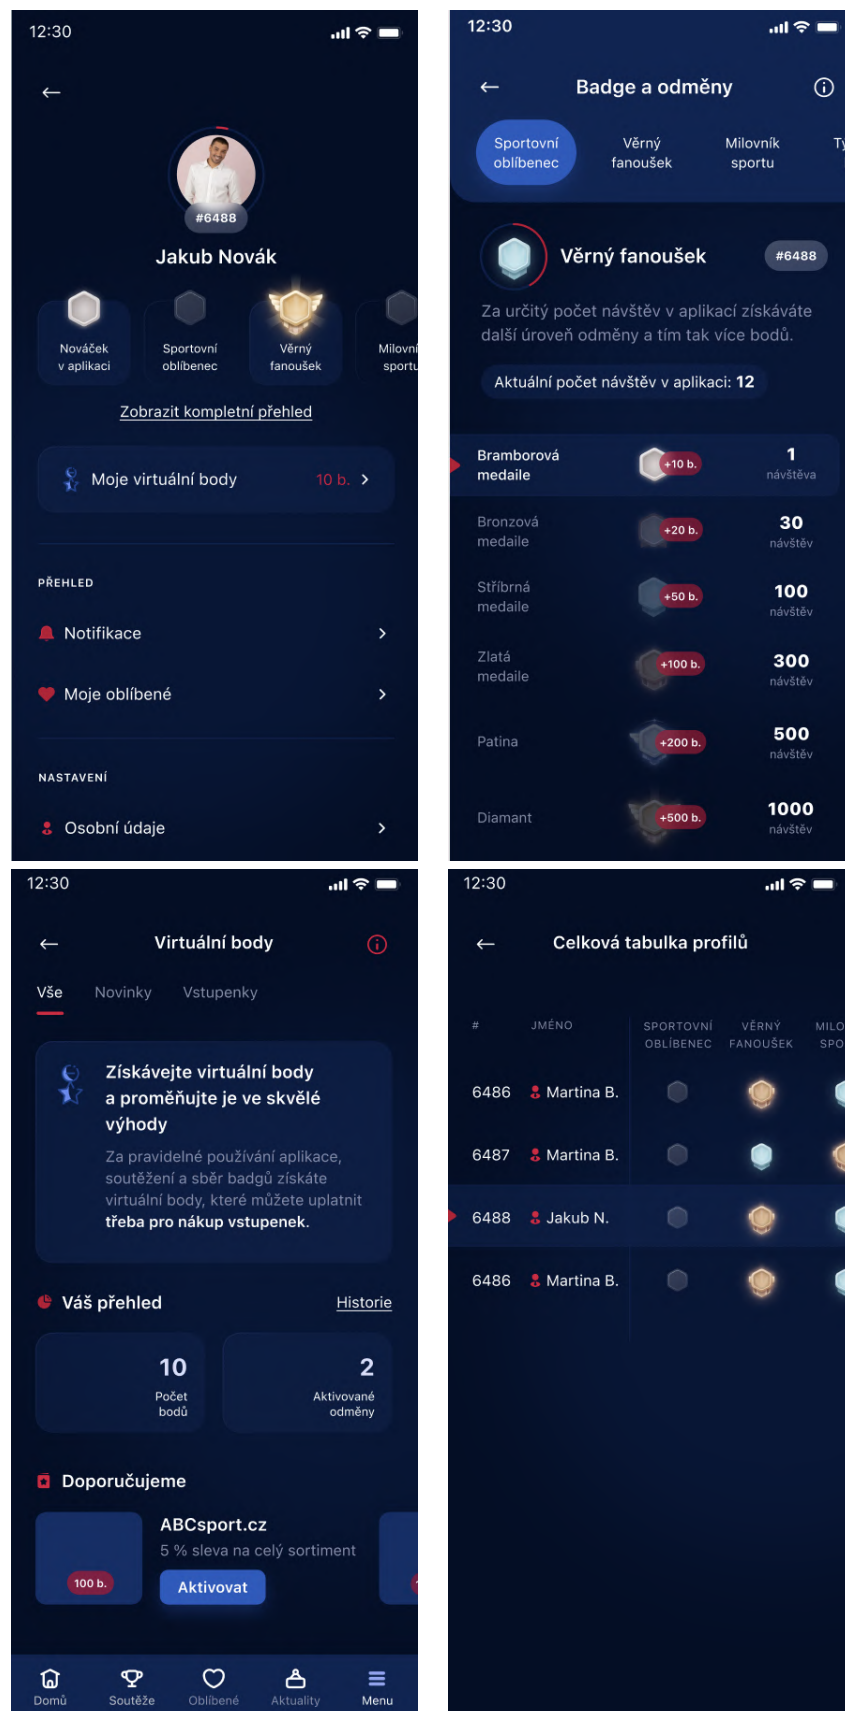 12:30
#6488
Jakub Novák
Nováček
v aplikaci
Sportovní
oblíbenec
Věrný
fanoušek
Milovní
sportu
Zobrazit kompletní přehled
Moje virtuální body 10 b.
PŘEHLED
Notifikace
Moje oblíbené
NASTAVENÍ
Osobní údaje
12:30
Badge a odměny
Sportovní
oblíbenec
Věrný
fanoušek
Milovník
sportu
Tý
Věrný fanoušek #6488
Za určitý počet návštěv v aplikací získáváte
další úroveň odměny a tím tak více bodů.
Aktuální počet návštěv v aplikaci: 12
Bramborová
medaile
+10 b.
1
návštěva
Bronzová
medaile
+20 b.
30
návštěv
Stříbrná
medaile
+50 b.
100
návštěv
Zlatá
medaile
+100 b.
300
návštěv
Patina
+200 b.
500
návštěv
Diamant
+500 b.
1000
návštěv
12:30
Virtuální body
Vše Novinky Vstupenky
Získávejte virtuální body
a proměňujte je ve skvělé
výhody
Za pravidelné používání aplikace,
soutěžení a sběr badgů získáte
virtuální body, které můžete uplatnit
třeba pro nákup vstupenek.
Váš přehled Historie
10
Počet
bodů
2
Aktivované
odměny
Doporučujeme
100 b.
ABCsport.cz
5 % sleva na celý sortiment
Aktivovat
Domů Soutěže Oblíbené Aktuality Menu
12:30
Celková tabulka profilů
# JMÉNO
SPORTOVNÍ
OBLÍBENEC
VĚRNÝ
FANOUŠEK
MILO
SPO
6486 Martina B.
6487 Martina B.
6488 Jakub N.
6486 Martina B.